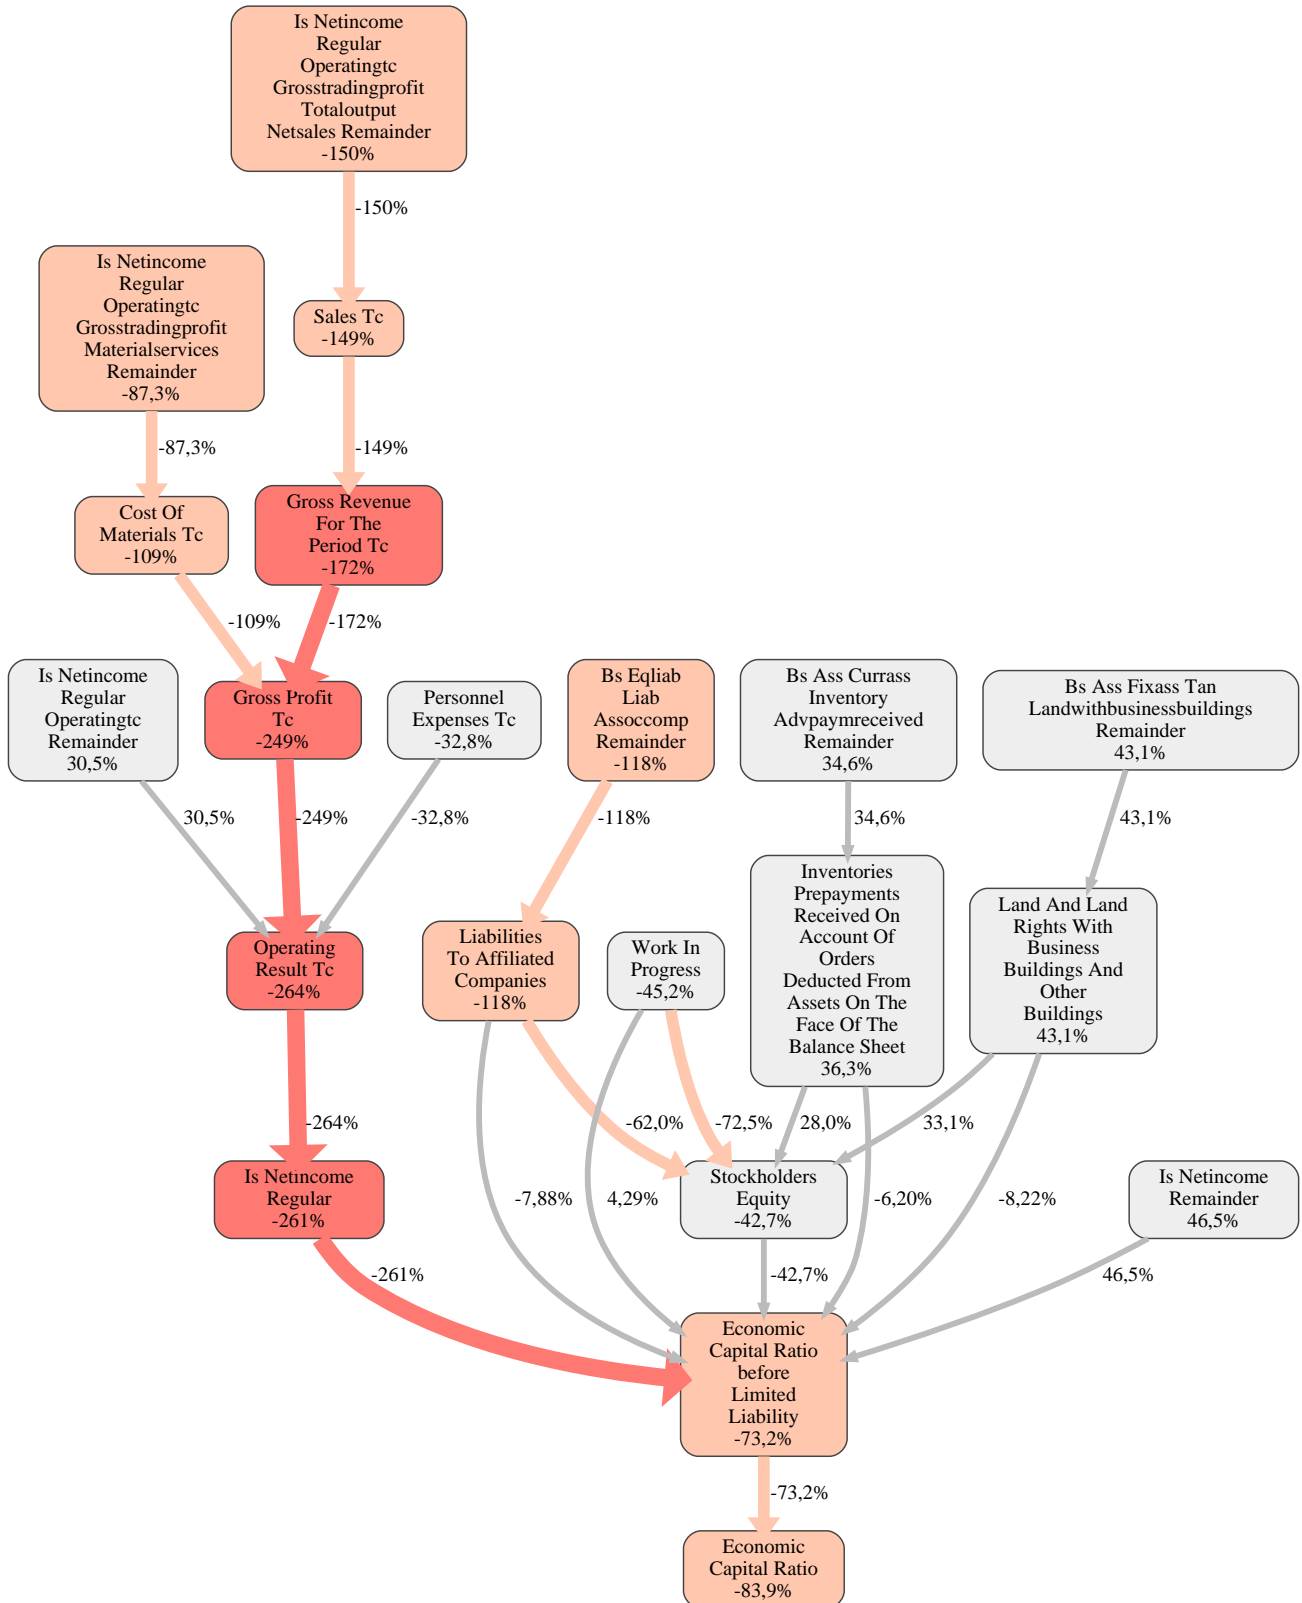 Is Netincome
Regular
Operatingtc
Grosstradingprofit
Totaloutput
Netsales Remainder
-150%
-150%
Is Netincome
Regular
Operatingtc
Grosstradingprofit
Materialservices
Remainder
-87,3%
Sales Tc
-149%
-87,3%
-149%
Cost Of
Materials Tc
-109%
Gross Revenue
For The
Period Tc
-172%
-109%
-172%
Is Netincome
Regular
Operatingtc
Remainder
30,5%
Gross Profit
Tc
-249%
Personnel
Expenses Tc
-32,8%
Bs Eqliab
Liab
Assoccomp
Remainder
-118%
Bs Ass Currass
Inventory
Advpaymreceived
Remainder
34,6%
Bs Ass Fixass Tan
Landwithbusinessbuildings
Remainder
43,1%
30,5%
-249%
-32,8%
-118%
34,6%
43,1%
Operating
Result Tc
-264%
Liabilities
To Affiliated
Companies
-118%
Work In
Progress
-45,2%
Inventories
Prepayments
Received On
Account Of
Orders
Deducted From
Assets On The
Face Of The
Balance Sheet
36,3%
Land And Land
Rights With
Business
Buildings And
Other
Buildings
43,1%
-264%
-62,0%
-72,5%
28,0%
33,1%
Is Netincome
Regular
-261%
-7,88%
4,29%
Stockholders
Equity
-42,7%
-6,20%
-8,22%
Is Netincome
Remainder
46,5%
-261%
-42,7%
46,5%
Economic
Capital Ratio
before
Limited
Liability
-73,2%
-73,2%
Economic
Capital Ratio
-83,9%